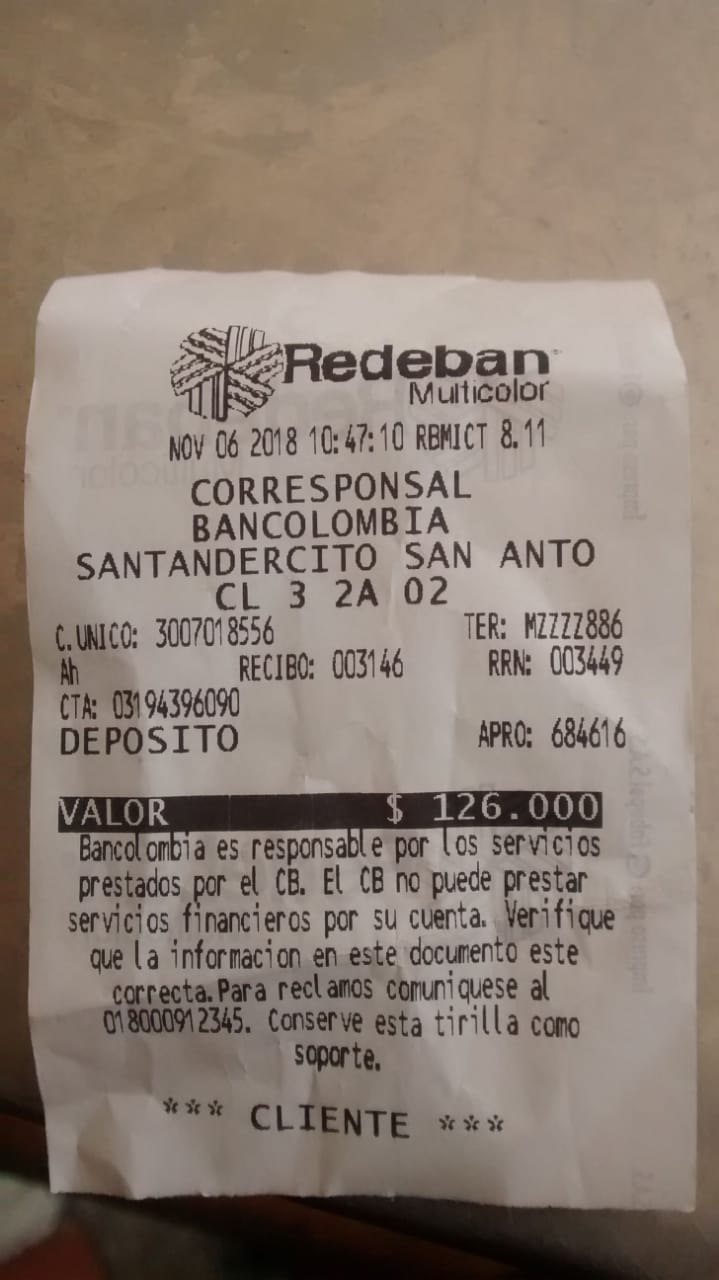 Redeban
Multicolor
NOV 06 2018 10:47:10 RBMICT 8.11
CORRESPONSAL
BANCOLOMBIA
SANTANDERCITO SAN ANTO
CL 3 2A 02
C.UNICO: 3007018556 TER: MZZZZ886
Ah RECIBO: 003146 RRN: 003449
CTA: 03194396090
DEPOSITO APRO: 684616
VALOR $ 126.000
Bancolombia es responsable por los servicios
prestados por el CB. El CB no puede prestar
servicios financieros por su cuenta. Verifique
que la informacion en este documento este
correcta.Para reclamos comuniquese al
018000912345. Conserve esta tirilla como
soporte.
*** CLIENTE ***